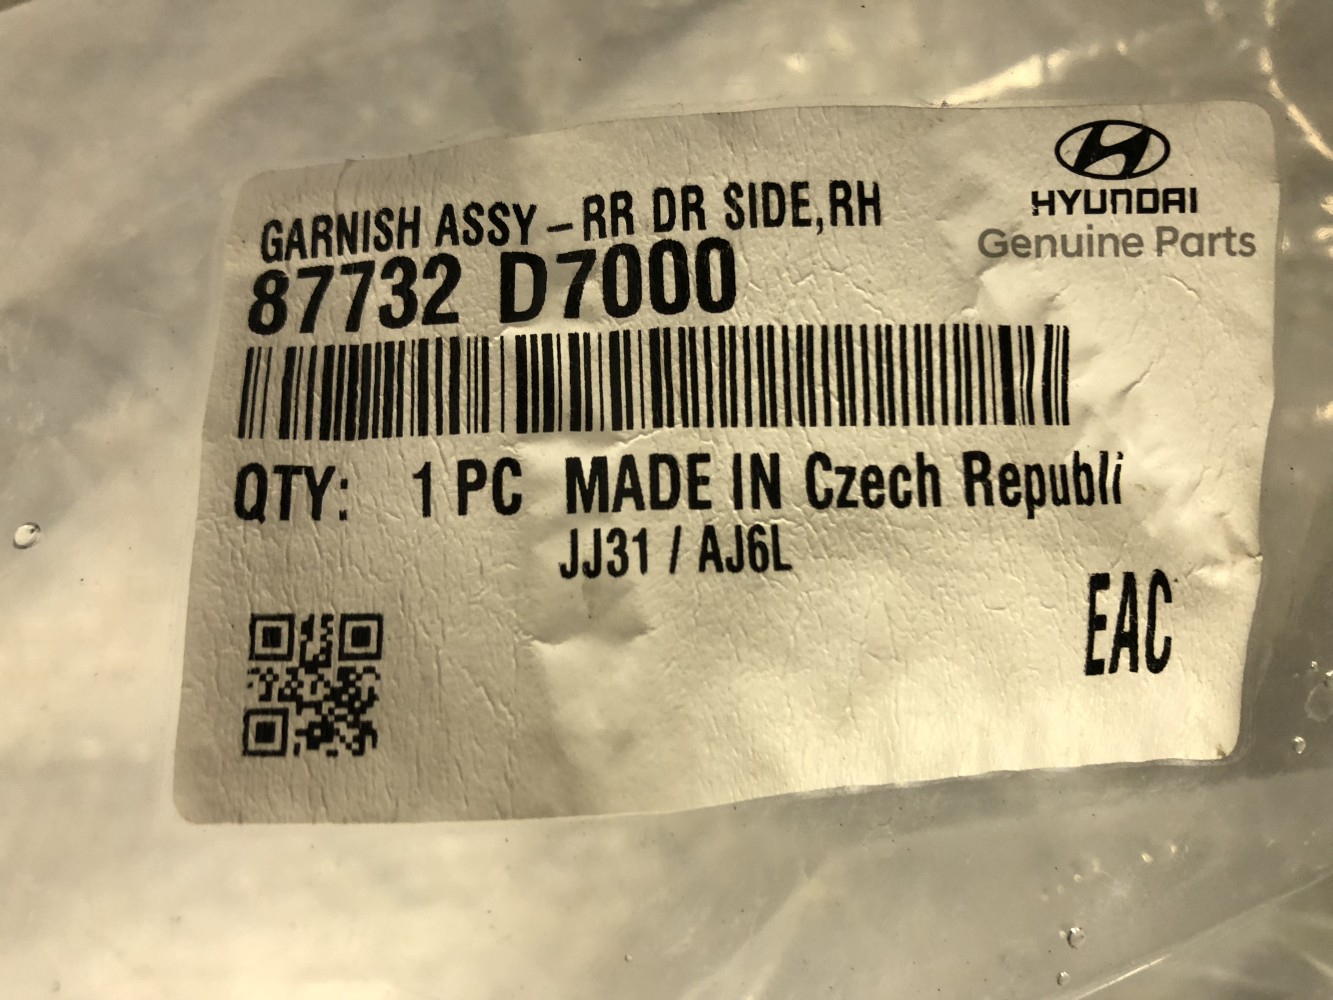 HYUNDAI
Genuine Parts
GARNISH ASSY-RR DR SIDE,RH
87732 D7000
QTY: 1 PC MADE IN Czech Republi
JJ31 / AJ6L
EAC